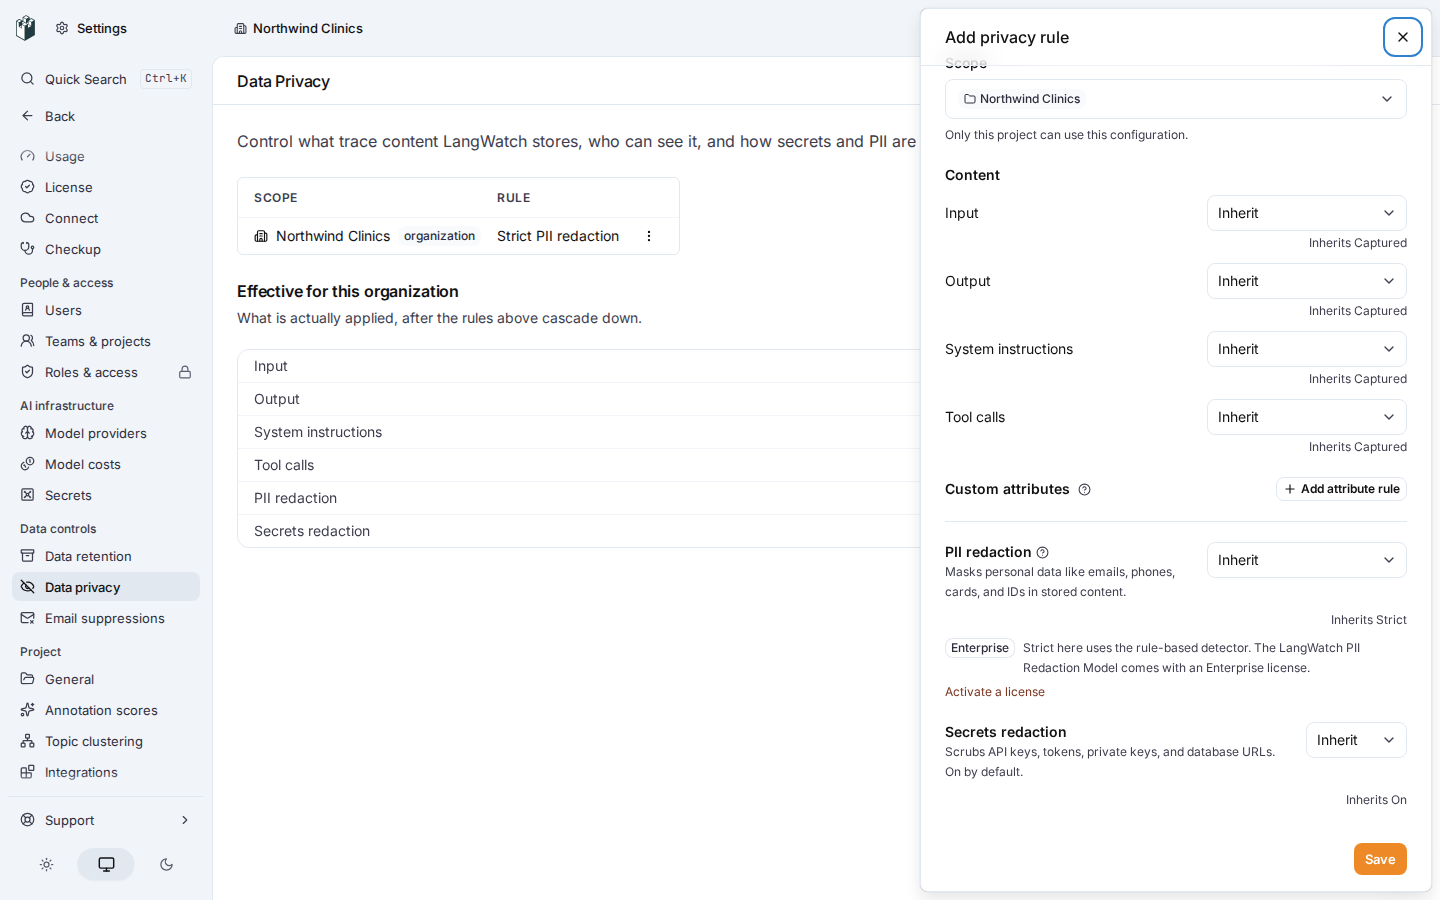 Settings
Northwind Clinics
Quick Search Ctrl+K
Back
Usage
License
Connect
Checkup
People & access
Users
Teams & projects
Roles & access
AI infrastructure
Model providers
Model costs
Secrets
Data controls
Data retention
Data privacy
Email suppressions
Project
General
Annotation scores
Topic clustering
Integrations
Support
Data Privacy
Control what trace content LangWatch stores, who can see it, and how secrets and PII are
SCOPE RULE
Northwind Clinics organization Strict PII redaction
Effective for this organization
What is actually applied, after the rules above cascade down.
Input
Output
System instructions
Tool calls
PII redaction
Secrets redaction
Add privacy rule
Scope
Northwind Clinics
Only this project can use this configuration.
Content
Input Inherit
Inherits Captured
Output Inherit
Inherits Captured
System instructions Inherit
Inherits Captured
Tool calls Inherit
Inherits Captured
Custom attributes Add attribute rule
PII redaction Inherit
Masks personal data like emails, phones,
cards, and IDs in stored content.
Inherits Strict
Enterprise Strict here uses the rule-based detector. The LangWatch PII
Redaction Model comes with an Enterprise license.
Activate a license
Secrets redaction Inherit
Scrubs API keys, tokens, private keys, and database URLs.
On by default.
Inherits On
Save